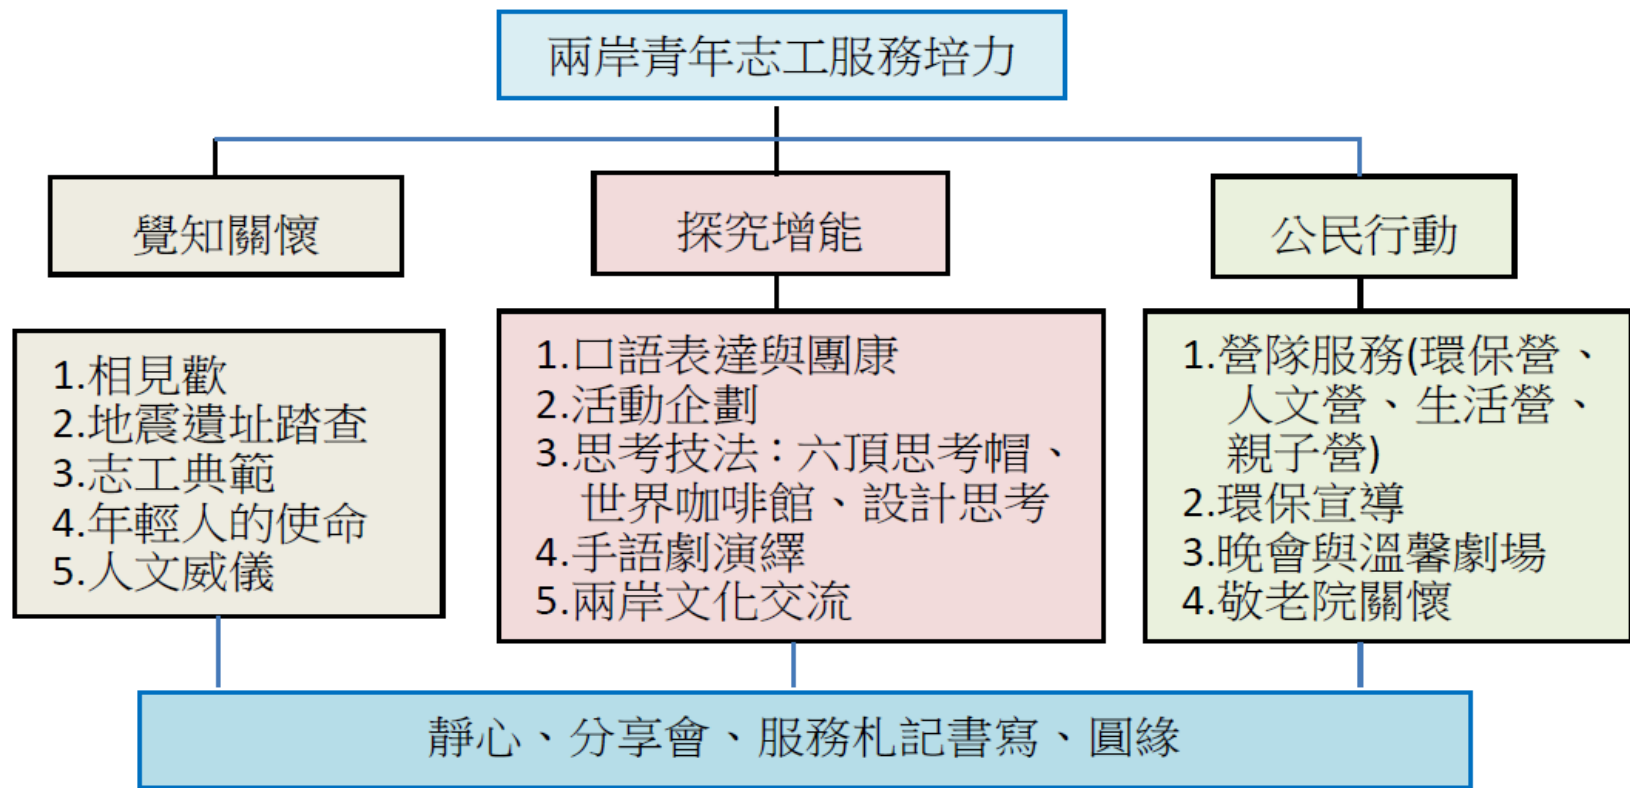 兩岸青年志工服務培力
覺知關懷
1.相見歡
2.地震遺址踏查
3.志工典範
4.年輕人的使命
5.人文威儀
探究增能
1.口語表達與團康
2.活動企劃
3.思考技法：六頂思考帽、
世界咖啡館、設計思考
4.手語劇演繹
5.兩岸文化交流
公民行動
1.營隊服務(環保營、
人文營、生活營、
親子營)
2.環保宣導
3.晚會與溫馨劇場
4.敬老院關懷
靜心、分享會、服務札記書寫、圓緣